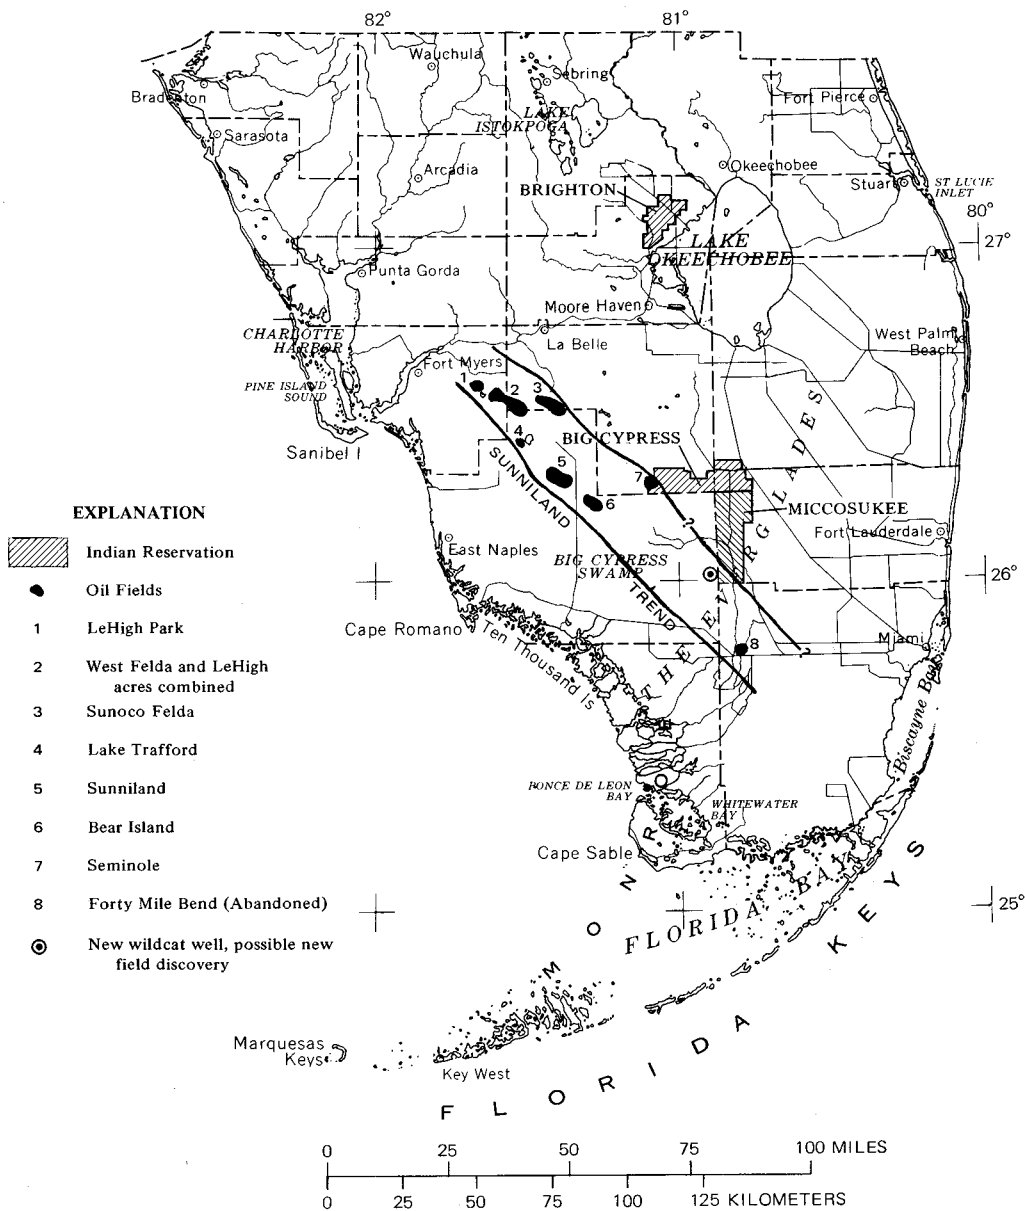 82°
81°
Wauchula
Sebring
Bradenton
Fort Pierce
LAKE
ISTOKPOGA
Sarasota
Okeechobee
Arcadia
BRIGHTON
Stuart
ST LUCIE
INLET
80°
27°
LAKE
OKEECHOBEE
Punta Gorda
Moore Haven
CHARLOTTE
HARBOR
La Belle
West Palm
Beach
Fort Myers
PINE ISLAND
SOUND
1
2
3
4
BIG CYPRESS
Sanibel I
5
6
7
SUNNILAND TREND
MICCOSUKEE
Fort Lauderdale
THE EVERGLADES
?
East Naples
BIG CYPRESS
SWAMP
26°
Cape Romano
Ten Thousand Is
8
?
Miami
Biscayne Bay
PONCE DE LEON
BAY
WHITEWATER
BAY
Cape Sable
25°
FLORIDA BAY
MONRO
FLORIDA KEYS
Marquesas
Keys
Key West
EXPLANATION
Indian Reservation
Oil Fields
1 LeHigh Park
2 West Felda and LeHigh
acres combined
3 Sunoco Felda
4 Lake Trafford
5 Sunniland
6 Bear Island
7 Seminole
8 Forty Mile Bend (Abandoned)
New wildcat well, possible new
field discovery
0 25 50 75 100 MILES
0 25 50 75 100 125 KILOMETERS